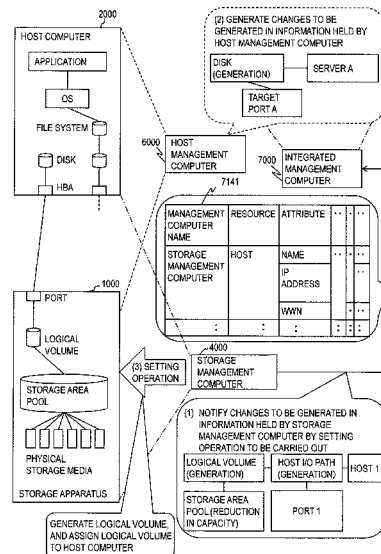 2000
HOST COMPUTER
APPLICATION
OS
FILE SYSTEM
DISK
HBA
(2) GENERATE CHANGES TO BE
GENERATED IN INFORMATION HELD BY
HOST MANAGEMENT COMPUTER
DISK
(GENERATION)
SERVER A
TARGET
PORT A
6000
HOST
MANAGEMENT
COMPUTER
7000
INTEGRATED
MANAGEMENT
COMPUTER
7141
MANAGEMENT
COMPUTER
NAME
RESOURCE
ATTRIBUTE
STORAGE
MANAGEMENT
COMPUTER
HOST
NAME
IP
ADDRESS
WWN
1000
PORT
LOGICAL
VOLUME
STORAGE AREA
POOL
PHYSICAL
STORAGE MEDIA
STORAGE APPARATUS
(3) SETTING
OPERATION
4000
STORAGE
MANAGEMENT
COMPUTER
(1) NOTIFY CHANGES TO BE GENERATED IN
INFORMATION HELD BY STORAGE
MANAGEMENT COMPUTER BY SETTING
OPERATION TO BE CARRIED OUT
LOGICAL VOLUME
(GENERATION)
HOST I/O PATH
(GENERATION)
HOST 1
STORAGE AREA
POOL (REDUCTION
IN CAPACITY)
PORT 1
GENERATE LOGICAL VOLUME,
AND ASSIGN LOGICAL VOLUME
TO HOST COMPUTER